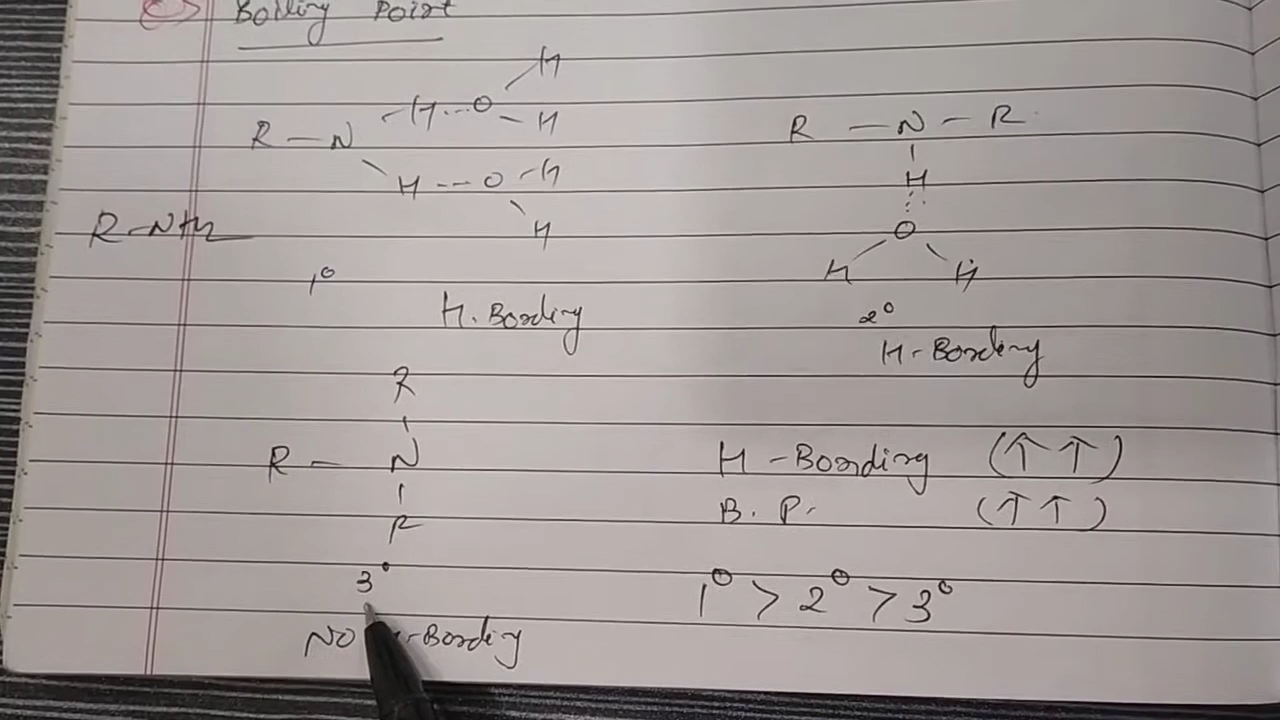 Boiling Point
H
R - N - H ... O - H
H --- O - H
H
R-NH2
1°
H. Bonding
R - N - R
H
O
H H
2°
H-Bonding
R
R - N
R
3°
NO H-Bonding
H-Bonding (↑↑)
B. P. (↑↑)
1° > 2° > 3°